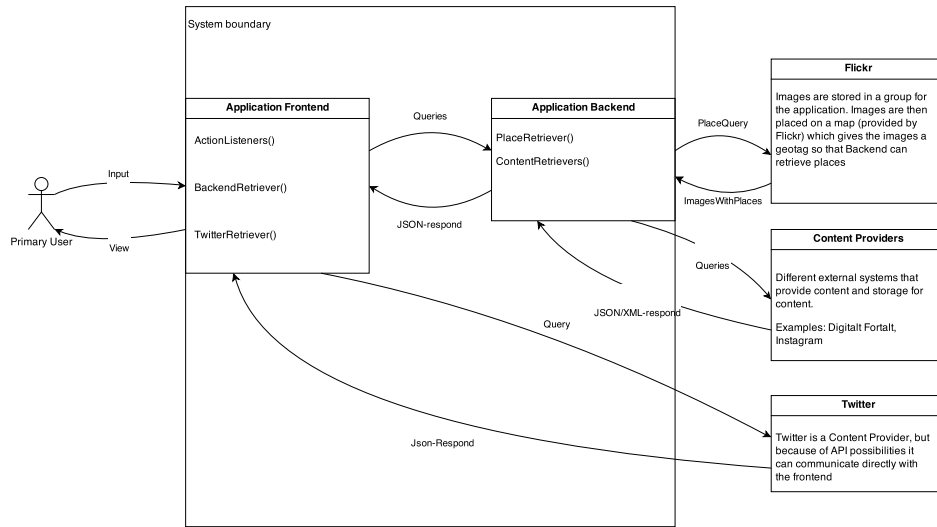 System boundary
Flickr
Images are stored in a group for
the application. Images are then
placed on a map (provided by
Flickr) which gives the images a
geotag so that Backend can
retrieve places
Application Frontend
ActionListeners()
BackendRetriever()
TwitterRetriever()
Queries
JSON-respond
Application Backend
PlaceRetriever()
ContentRetrievers()
PlaceQuery
ImagesWithPlaces
Input
View
Primary User
Content Providers
Different external systems that
provide content and storage for
content.
Examples: Digitalt Fortalt,
Instagram
Queries
JSON/XML-respond
Query
Json-Respond
Twitter
Twitter is a Content Provider, but
because of API possibilities it
can communicate directly with
the frontend